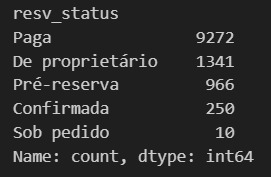 resv_status
Paga 9272
De proprietário 1341
Pré-reserva 966
Confirmada 250
Sob pedido 10
Name: count, dtype: int64